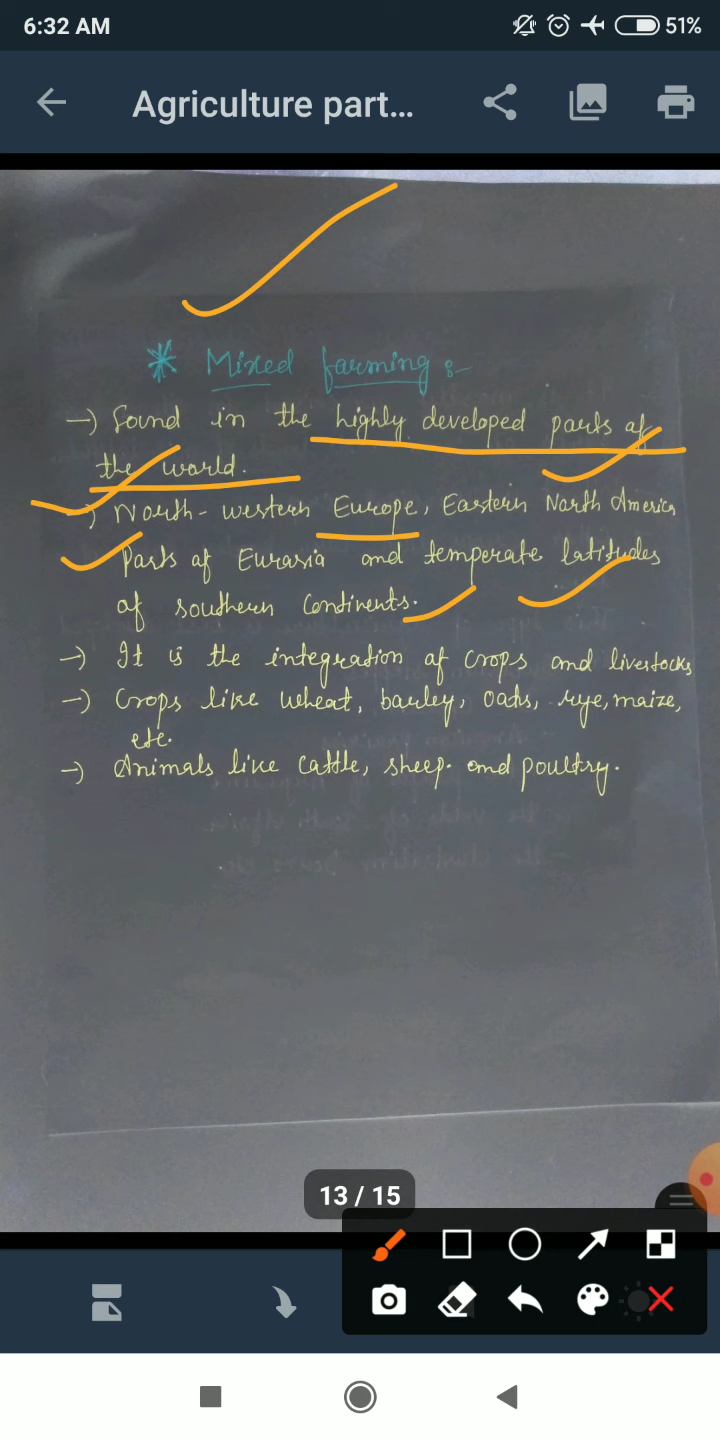 6:32 AM
51%
Agriculture part...
* Mixed farming :-
→ Found in the highly developed parts of
the world.
→ North-western Europe, Eastern North America
Parts of Eurasia and temperate latitudes
of southern Continents.
→ It is the integration of crops and livestocks
→ Crops like wheat, barley, oats, rye, maize,
etc.
→ Animals like cattle, sheep. and poultry.
13 / 15